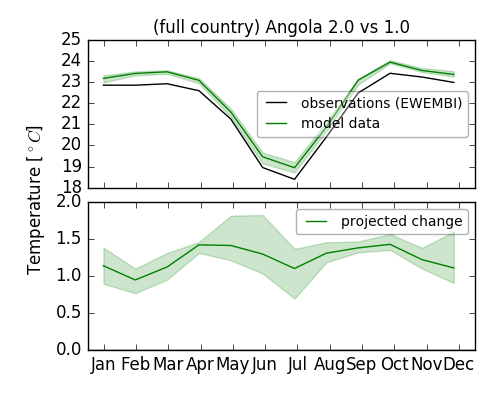 (full country) Angola 2.0 vs 1.0
25
24
23
22
21
20
19
18
observations (EWEMBI)
model data
Temperature [°C]
2.0
1.5
1.0
0.5
0.0
projected change
Jan Feb Mar Apr May Jun Jul Aug Sep Oct Nov Dec